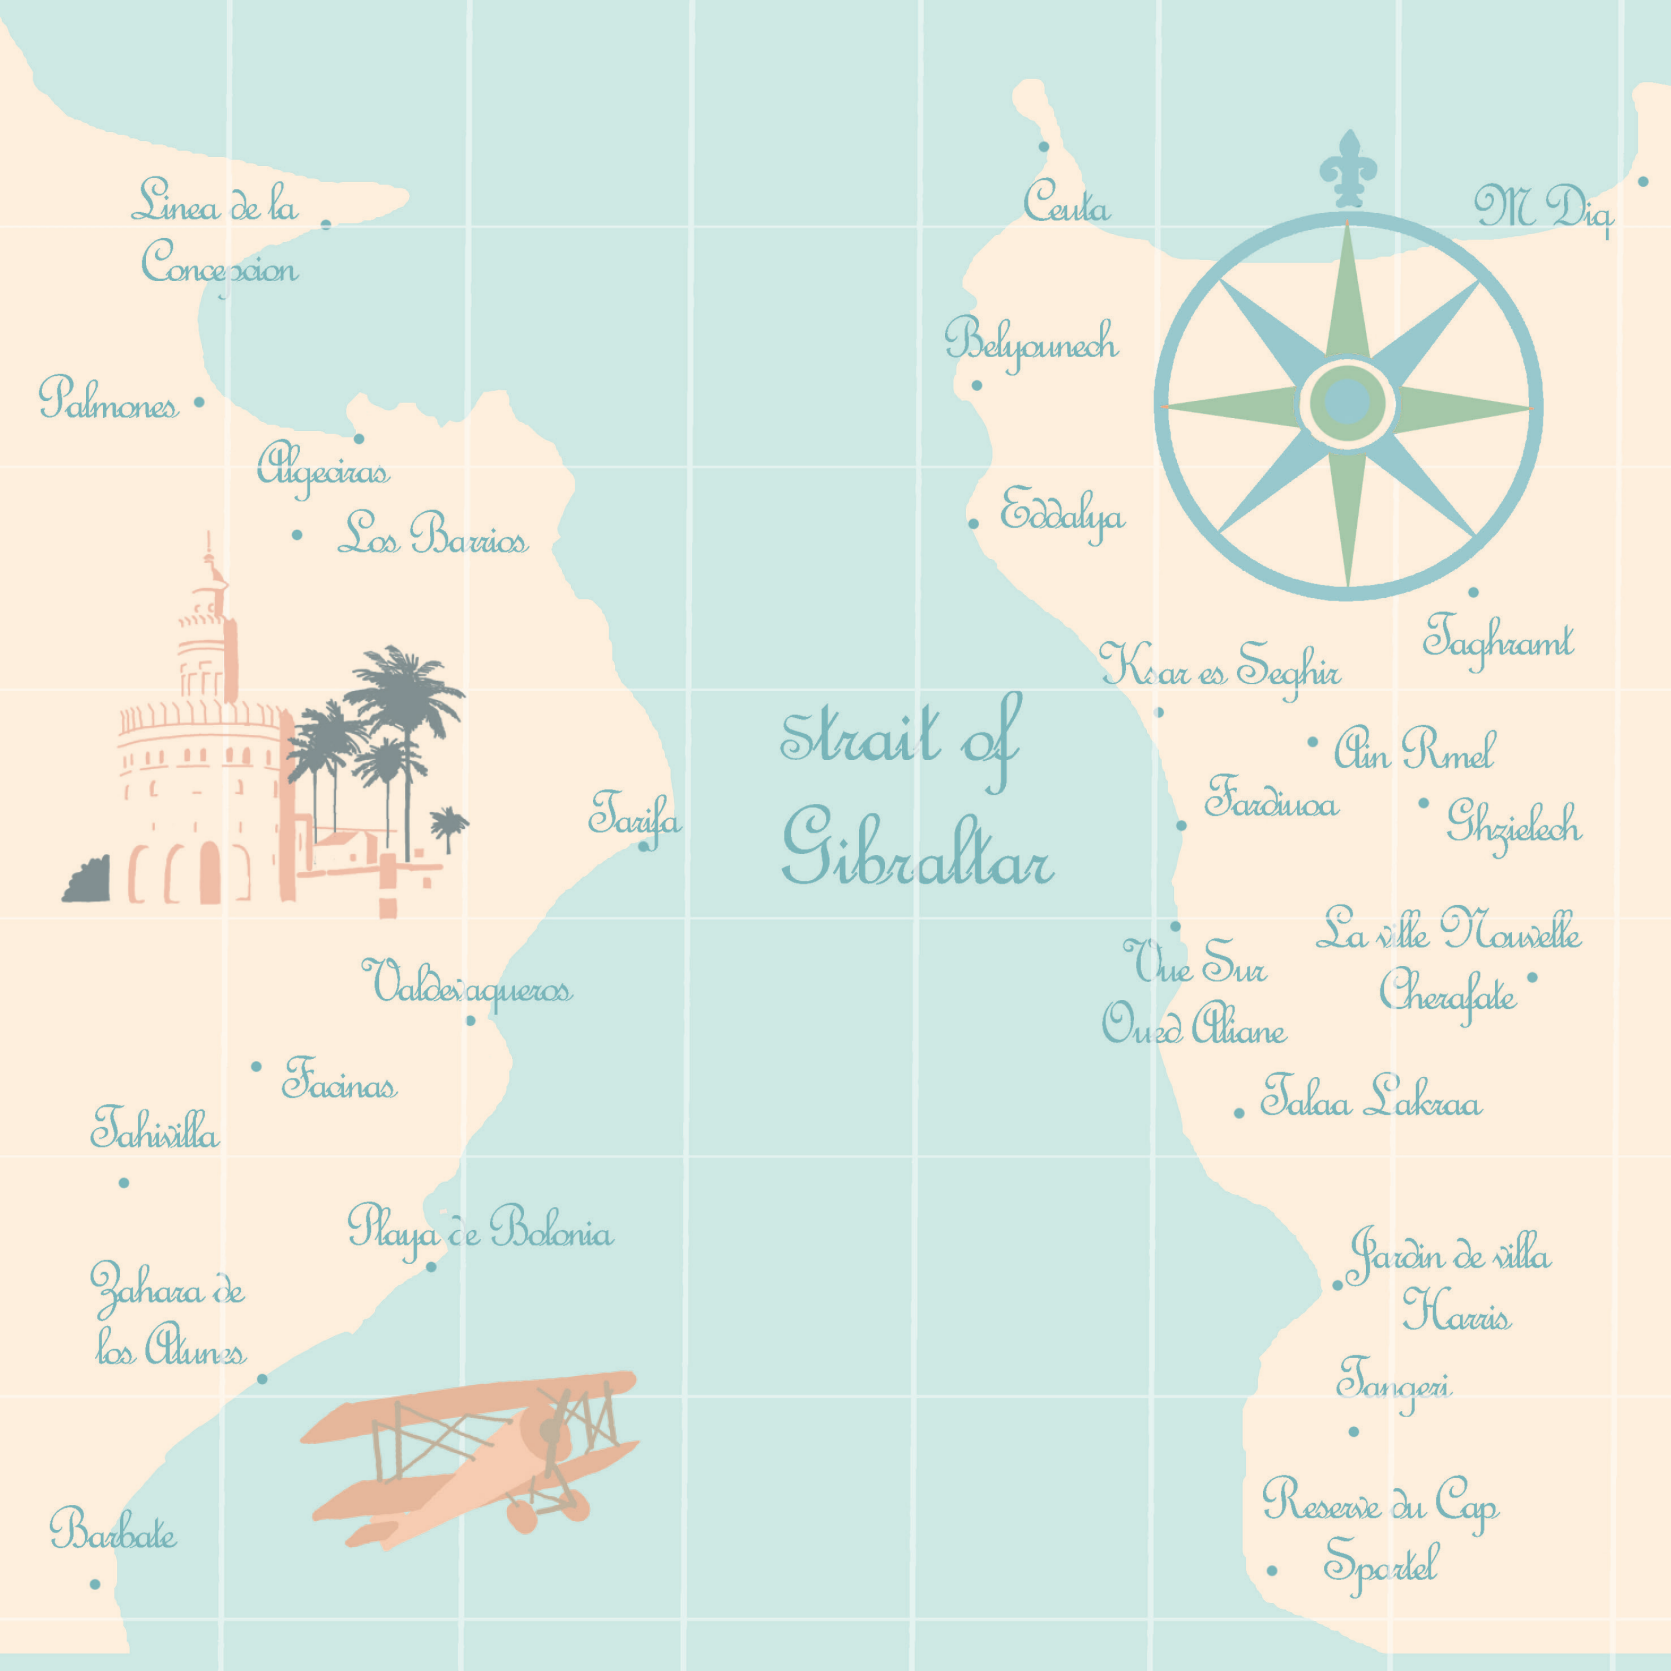 Linea de la
Concepcion
Palmones
Algeciras
Los Barrios
Tarifa
Valdevaqueros
Facinas
Tahivilla
Playa de Bolonia
Zahara de
los Atunes
Barbate
Strait of
Gibraltar
Ceuta
M Diq
Belyounech
Eddalya
Taghramt
Ksar es Seghir
Ain Rmel
Fardiuoa
Ghzielech
La ville Nouvelle
Cherafate
Vue Sur
Oued Aliane
Talaa Lakraa
Jardin de villa
Harris
Tangeri
Reserve du Cap
Spartel